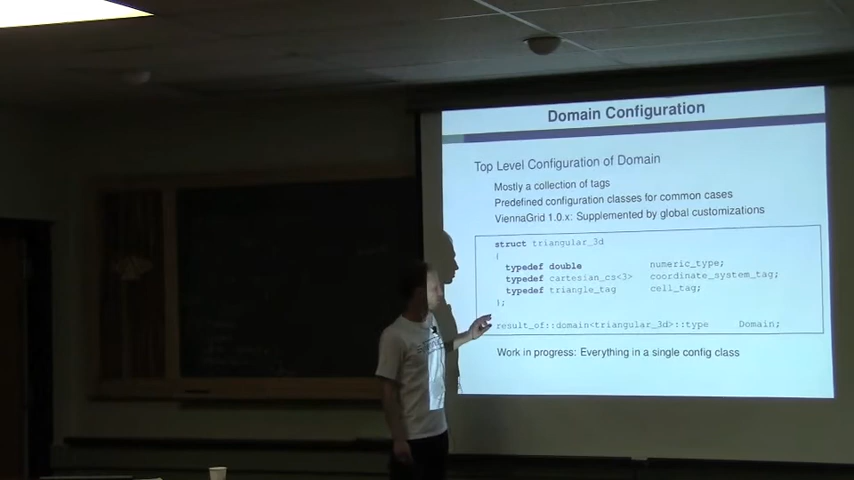 Domain Configuration
Top Level Configuration of Domain
Mostly a collection of tags
Predefined configuration classes for common cases
ViennaGrid 1.0.x: Supplemented by global customizations
struct triangular_3d
{
typedef double numeric_type;
typedef cartesian_cs<3> coordinate_system_tag;
typedef triangle_tag cell_tag;
};
result_of::domain<triangular_3d>::type Domain;
Work in progress: Everything in a single config class